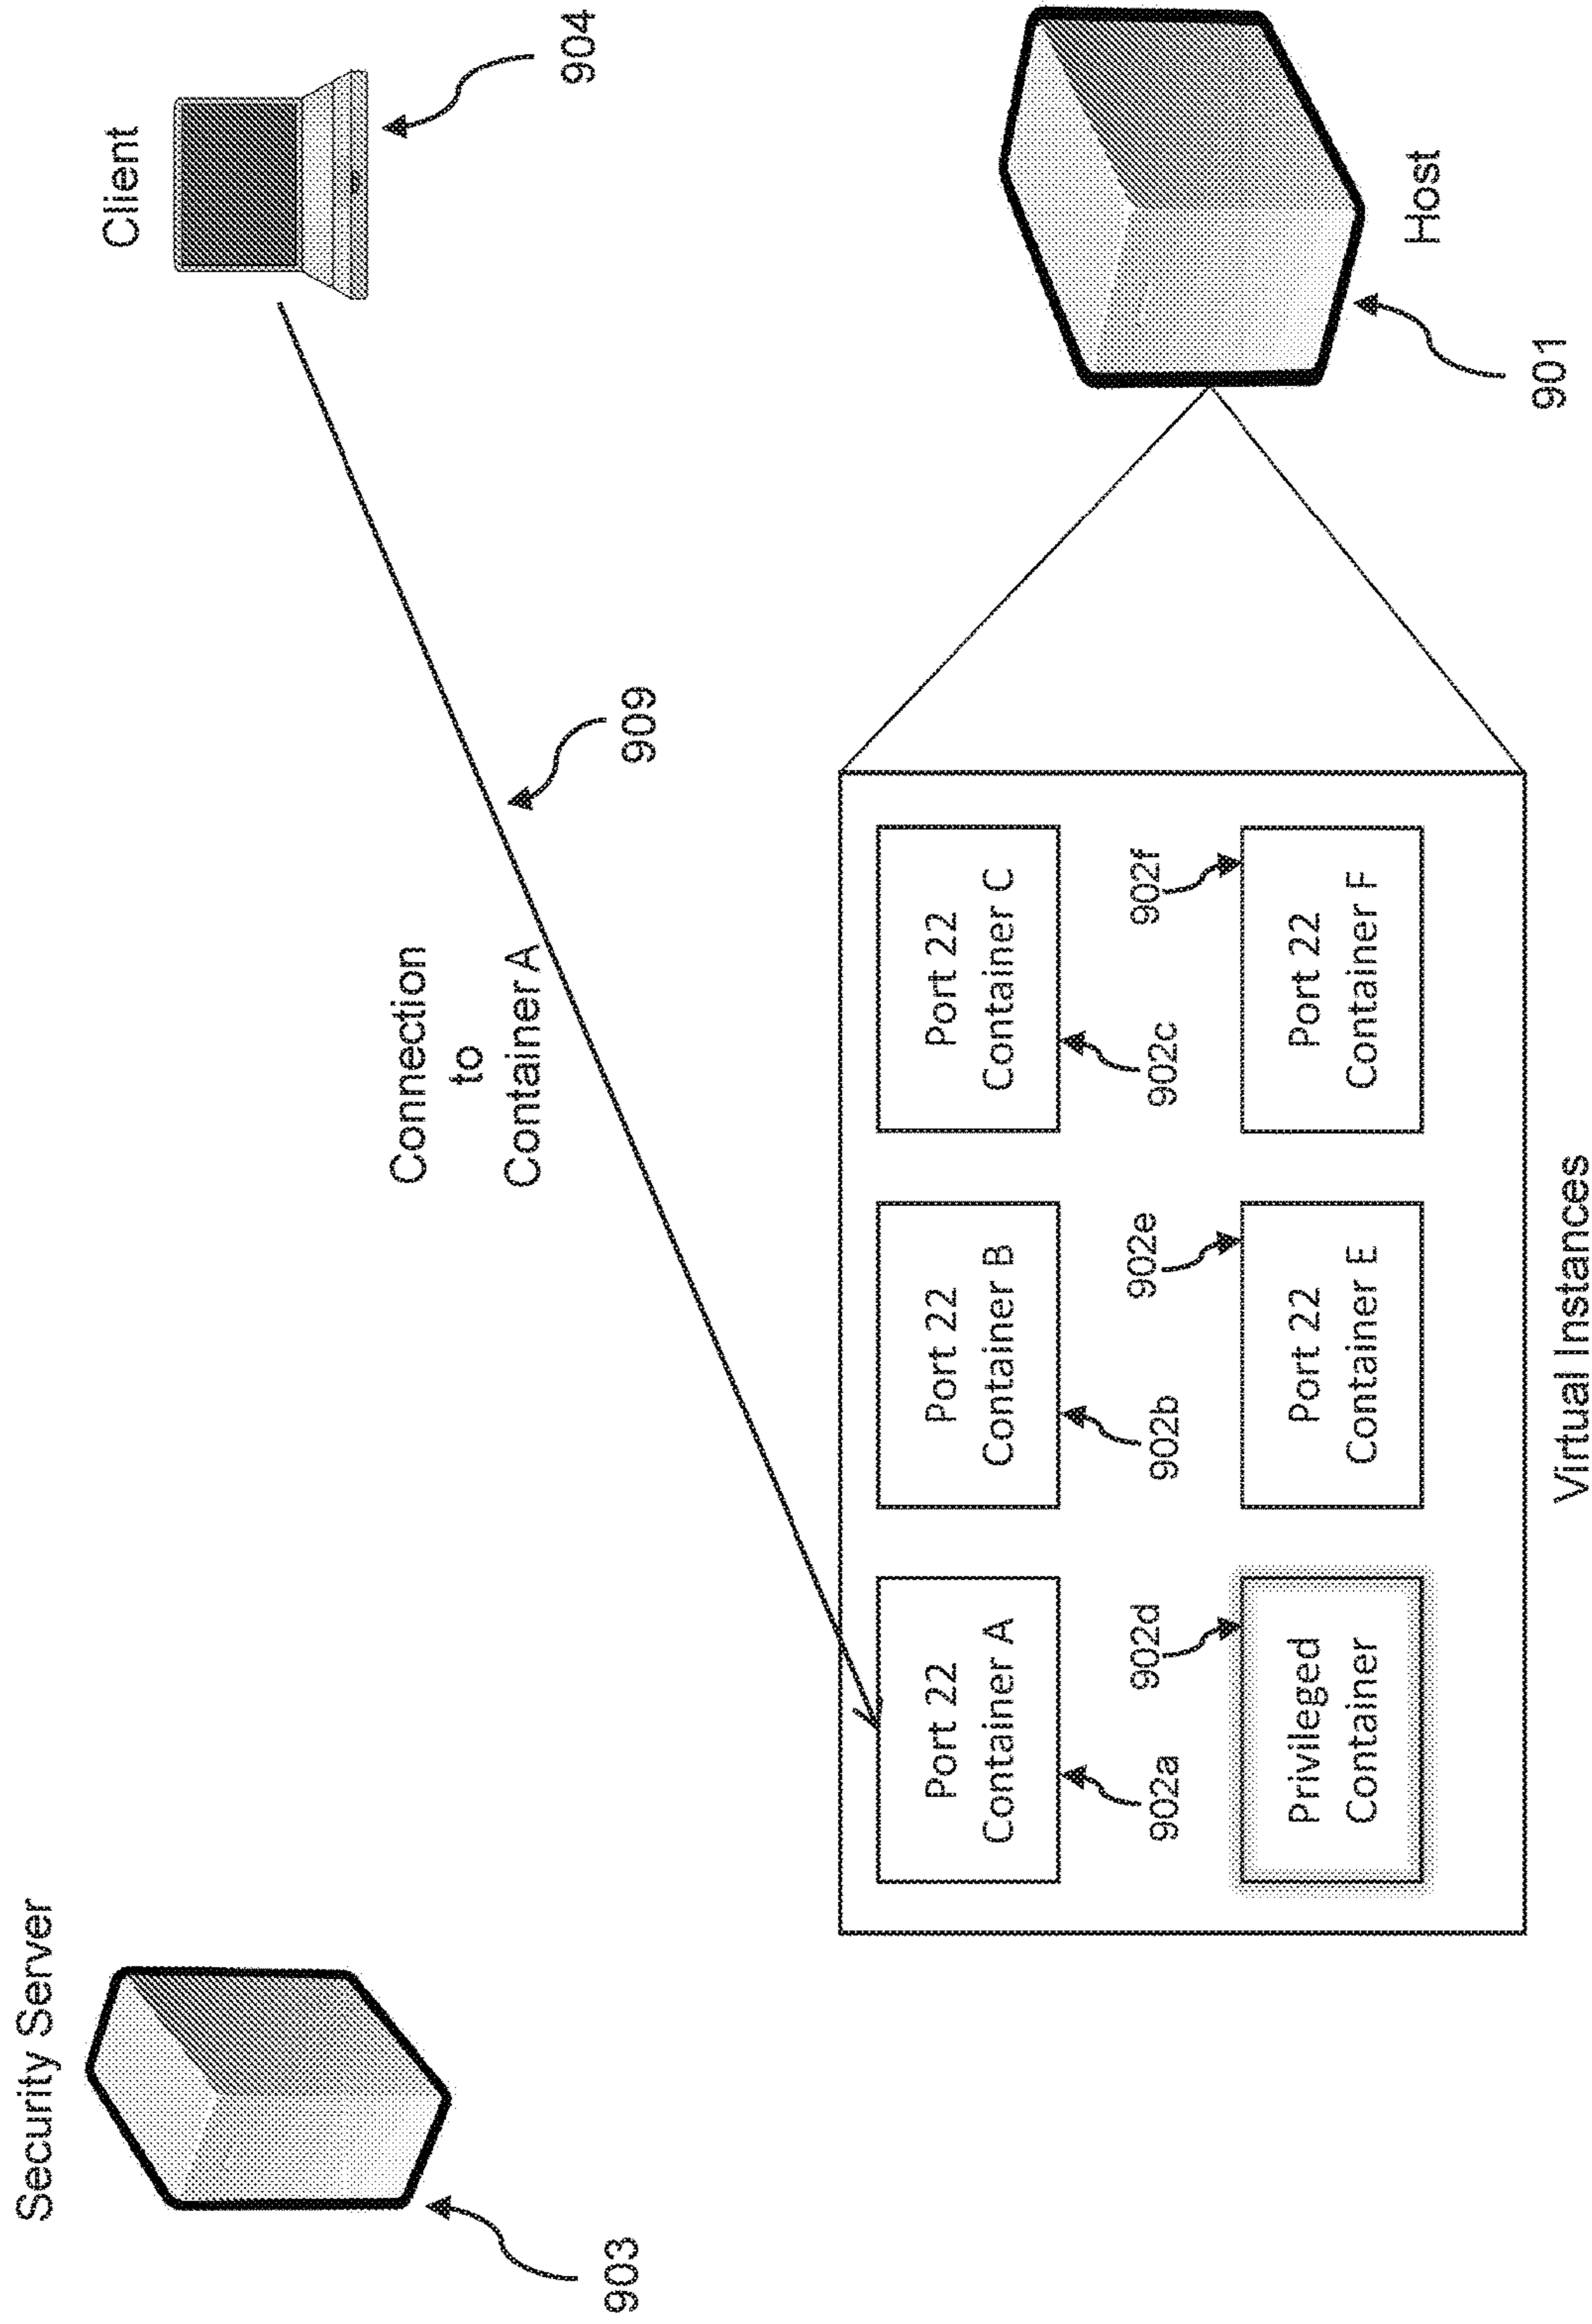 Security Server
903
Client
904
Connection
to
Container A
909
Port 22
Container A
902a
Port 22
Container B
902b
Port 22
Container C
902c
Privileged
Container
902d
Port 22
Container E
902e
Port 22
Container F
902f
Virtual Instances
Host
901